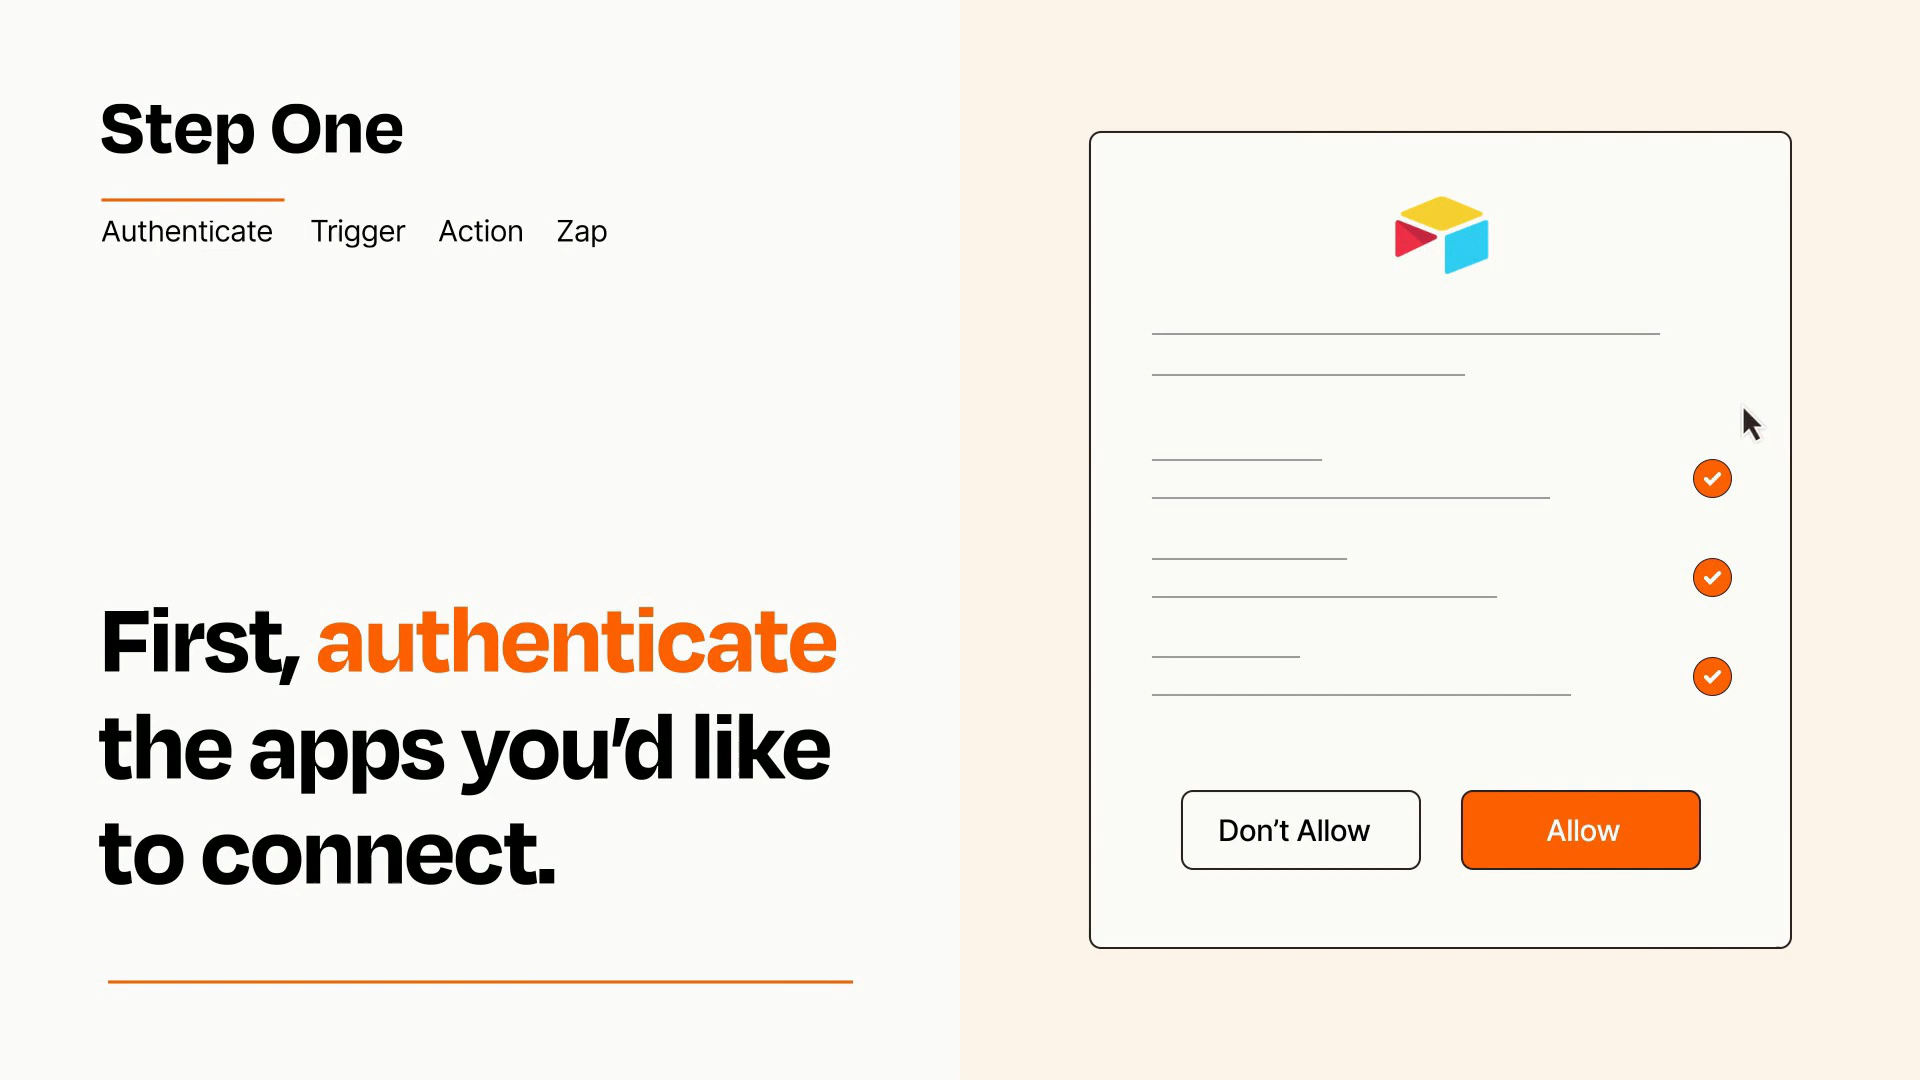 Step One
Authenticate Trigger Action Zap
First, authenticate
the apps you’d like
to connect.
Don’t Allow
Allow